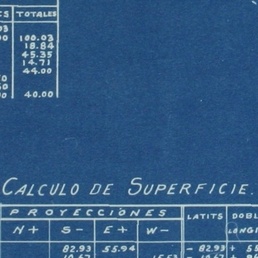 TOTALES
100.03
18.84
45.35
14.71
44.00
40.00
CALCULO DE SUPERFICIE.
PROYECCIONES LATITS
N+ S- E+ W-
82.93 55.94 - 82.93 +